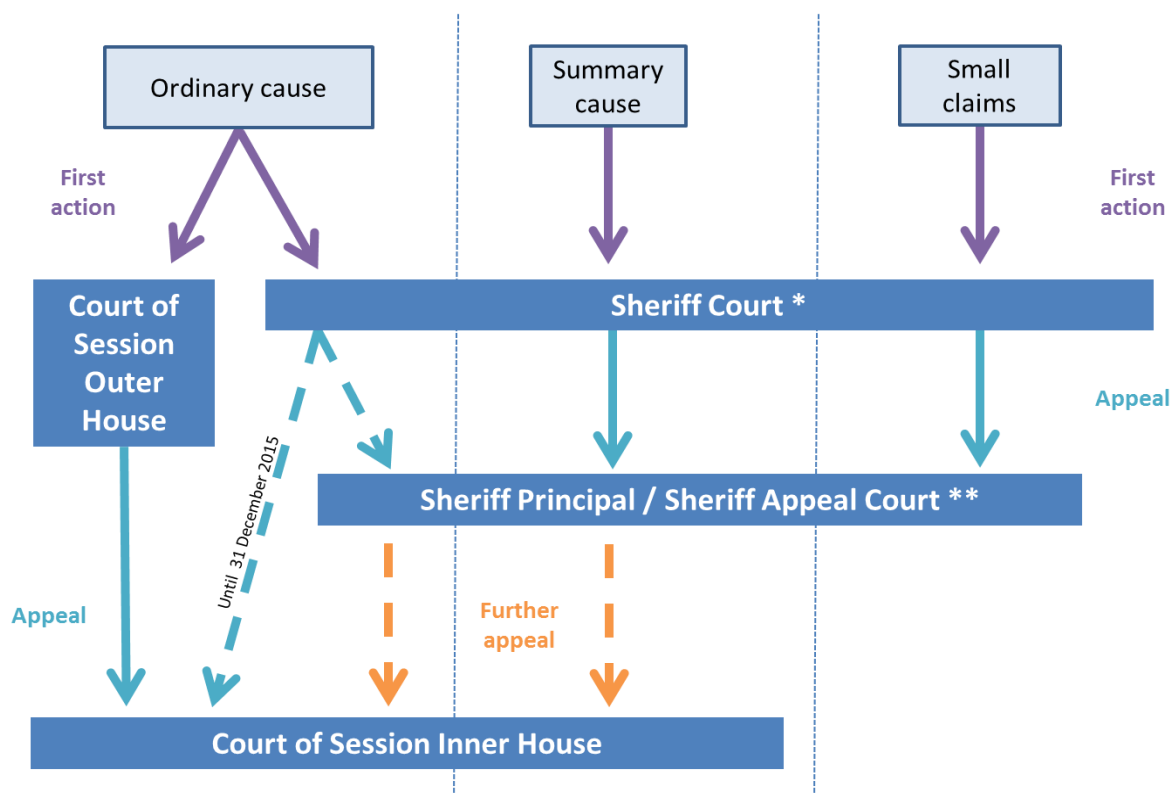 Ordinary cause
Summary
cause
Small
claims
First
action
First
action
Court of
Session
Outer
House
Sheriff Court *
Appeal
Until 31 December 2015
Sheriff Principal / Sheriff Appeal Court **
Appeal
Further
appeal
Court of Session Inner House